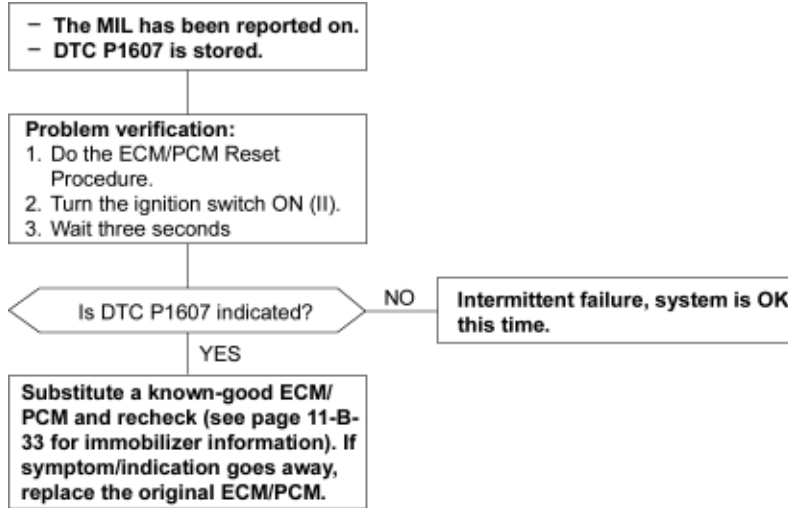 – The MIL has been reported on.
– DTC P1607 is stored.
Problem verification:
1. Do the ECM/PCM Reset
Procedure.
2. Turn the ignition switch ON (II).
3. Wait three seconds
Is DTC P1607 indicated?
NO
Intermittent failure, system is OK
this time.
YES
Substitute a known-good ECM/
PCM and recheck (see page 11-B-
33 for immobilizer information). If
symptom/indication goes away,
replace the original ECM/PCM.